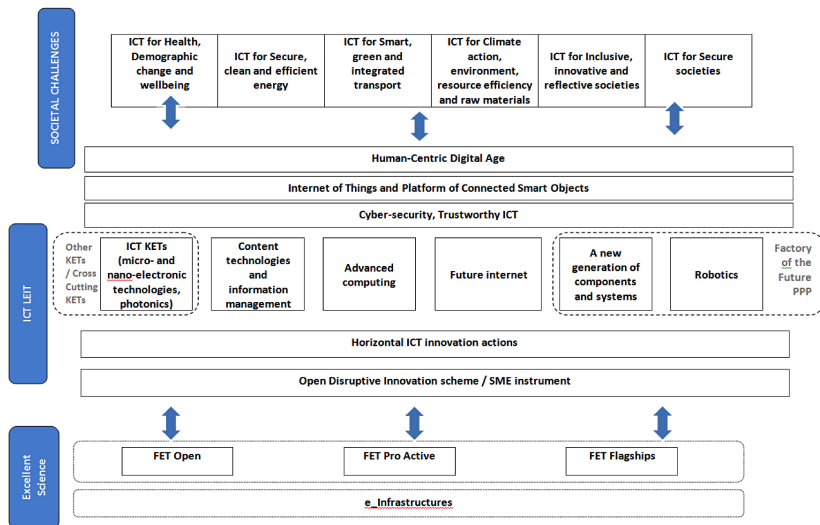 SOCIETAL CHALLENGES
ICT for Health,
Demographic
change and
wellbeing
ICT for Secure,
clean and efficient
energy
ICT for Smart,
green and
integrated
transport
ICT for Climate
action,
environment,
resource efficiency
and raw materials
ICT for Inclusive,
innovative and
reflective societies
ICT for Secure
societies
Human-Centric Digital Age
Internet of Things and Platform of Connected Smart Objects
Cyber-security, Trustworthy ICT
ICT LEIT
Other
KETs
/ Cross
Cutting
KETs
ICT KETs
(micro- and
nano-electronic
technologies,
photonics)
Content
technologies
and
information
management
Advanced
computing
Future internet
A new
generation of
components
and systems
Robotics
Factory
of the
Future
PPP
Horizontal ICT innovation actions
Open Disruptive Innovation scheme / SME instrument
Excellent
Science
FET Open
FET Pro Active
FET Flagships
e_Infrastructures